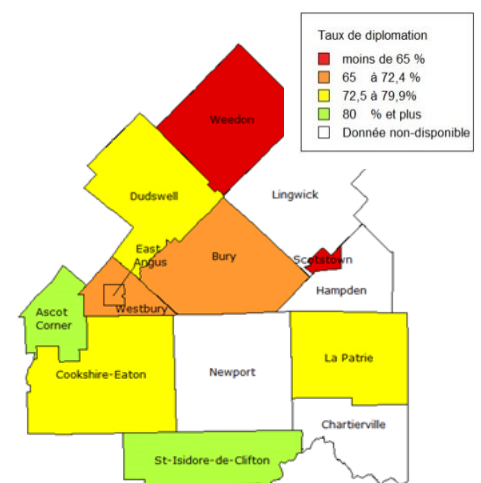 Taux de diplomation
moins de 65 %
65 à 72,4 %
72,5 à 79,9%
80 % et plus
Donnée non-disponible
Weedon
Dudswell
Lingwick
East
Angus
Bury
Scotstown
Hampden
Westbury
Ascot
Corner
Cookshire-Eaton
Newport
La Patrie
Chartierville
St-Isidore-de-Clifton